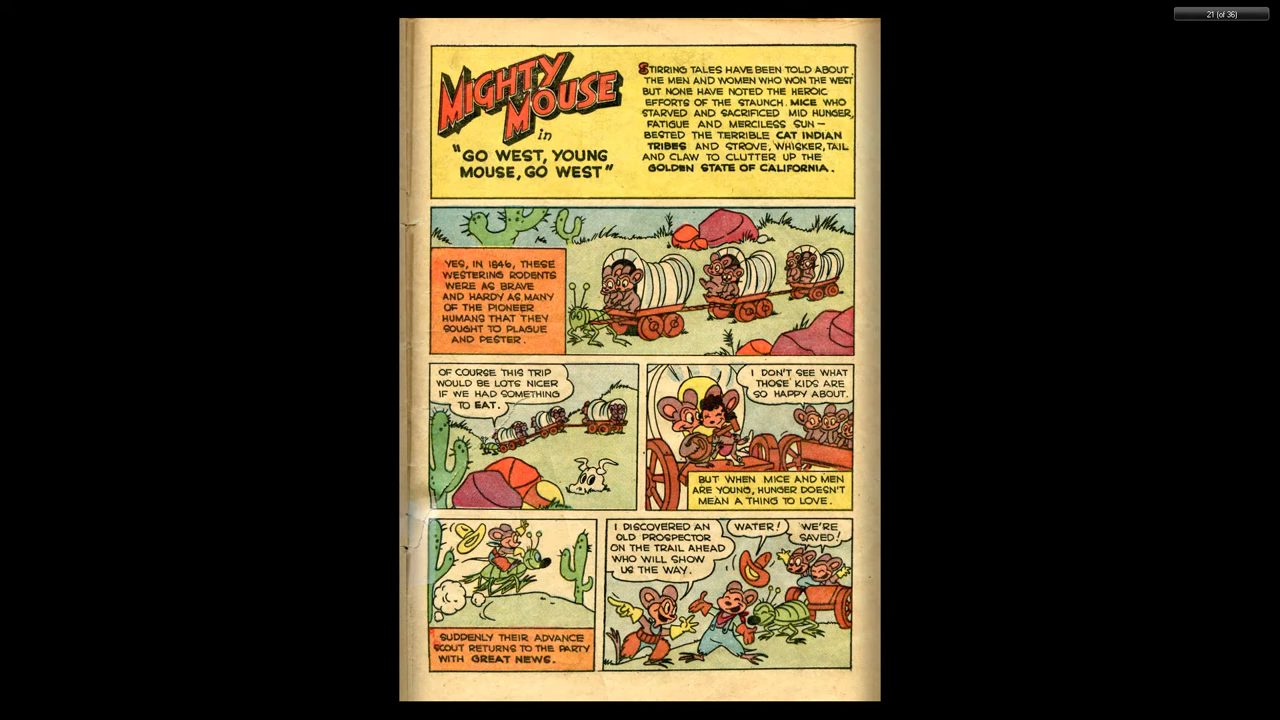 21 (of 36)
MIGHTY
MOUSE
in
"GO WEST, YOUNG
MOUSE, GO WEST"
STIRRING TALES HAVE BEEN TOLD ABOUT
THE MEN AND WOMEN WHO WON THE WEST
BUT NONE HAVE NOTED THE HEROIC
EFFORTS OF THE STAUNCH. MICE WHO
STARVED AND SACRIFICED MID HUNGER,
FATIGUE AND MERCILESS SUN —
BESTED THE TERRIBLE CAT INDIAN
TRIBES AND STROVE, WHISKER, TAIL
AND CLAW TO CLUTTER UP THE
GOLDEN STATE OF CALIFORNIA.
YES, IN 1846, THESE
WESTERING RODENTS
WERE AS BRAVE
AND HARDY AS MANY
OF THE PIONEER
HUMANS THAT THEY
SOUGHT TO PLAGUE
AND PESTER.
OF COURSE THIS TRIP
WOULD BE LOTS NICER
IF WE HAD SOMETHING
TO EAT.
I DON'T SEE WHAT
THOSE KIDS ARE
SO HAPPY ABOUT.
BUT WHEN MICE AND MEN
ARE YOUNG, HUNGER DOESN'T
MEAN A THING TO LOVE.
SUDDENLY THEIR ADVANCE
SCOUT RETURNS TO THE PARTY
WITH GREAT NEWS.
I DISCOVERED AN
OLD PROSPECTOR
ON THE TRAIL AHEAD
WHO WILL SHOW
US THE WAY.
WATER!
WE'RE
SAVED!